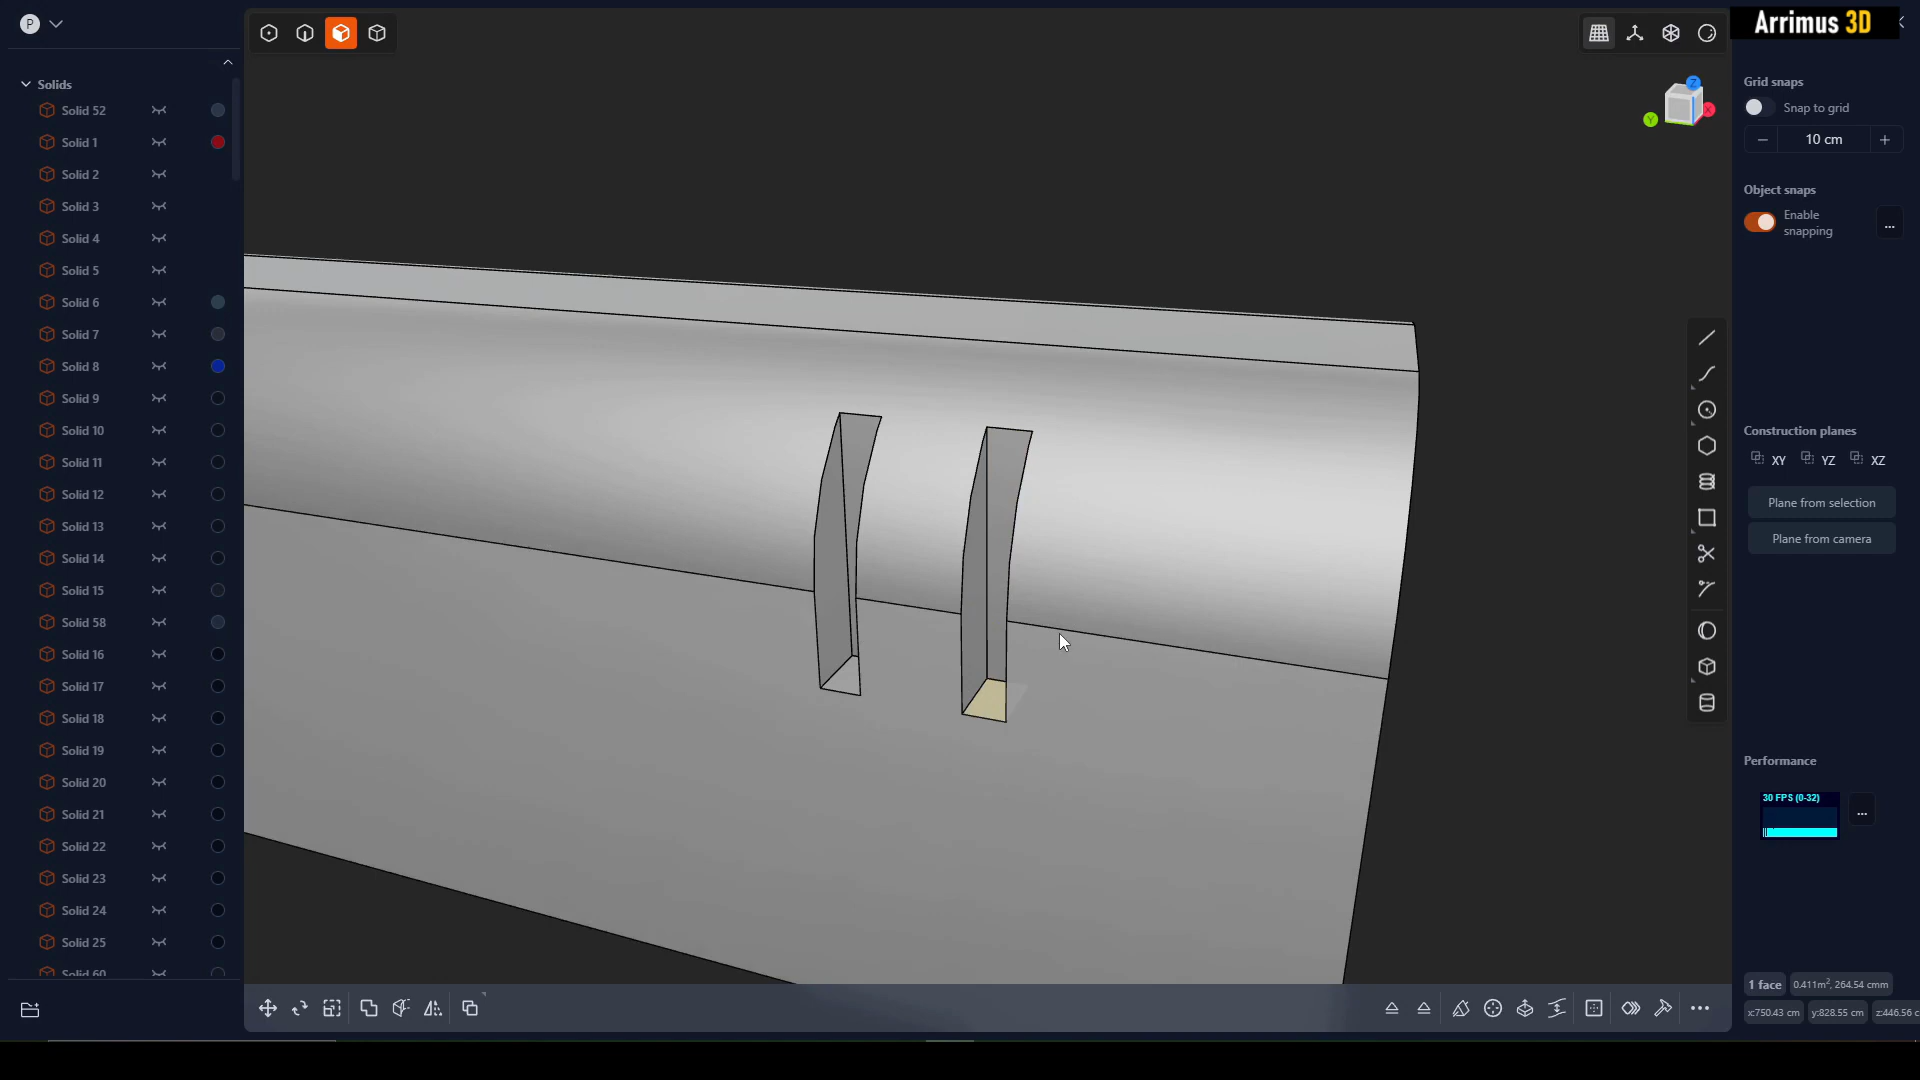 P
Solids
Solid 52
Solid 1
Solid 2
Solid 3
Solid 4
Solid 5
Solid 6
Solid 7
Solid 8
Solid 9
Solid 10
Solid 11
Solid 12
Solid 13
Solid 14
Solid 15
Solid 58
Solid 16
Solid 17
Solid 18
Solid 19
Solid 20
Solid 21
Solid 22
Solid 23
Solid 24
Solid 25
Solid 60
Z
X
Y
Arrimus 3D
Grid snaps
Snap to grid
10 cm
Object snaps
Enable
snapping
...
Construction planes
XY YZ XZ
Plane from selection
Plane from camera
Performance
30 FPS (0-32)
...
1 face 0.411m², 264.54 cmm
x:750.43 cm y:828.55 cm z:446.56 c